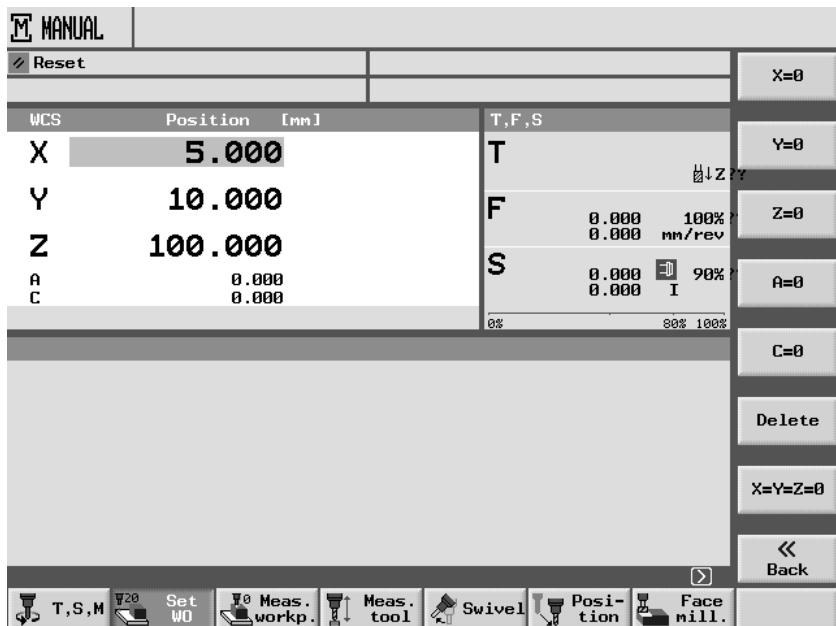 M MANUAL
Reset
X=0
WCS Position [mm] T,F,S
X 5.000 T
Y=0
↓Z??
Y 10.000
F 0.000 100%?
0.000 mm/rev
Z=0
Z 100.000
S 0.000 90%?
0.000 I
A=0
A 0.000
C 0.000
0% 80% 100%
C=0
Delete
X=Y=Z=0
«
Back
T,S,M
20 Set
WO
0 Meas.
workp.
Meas.
tool
Swivel
Posi-
tion
Face
mill.